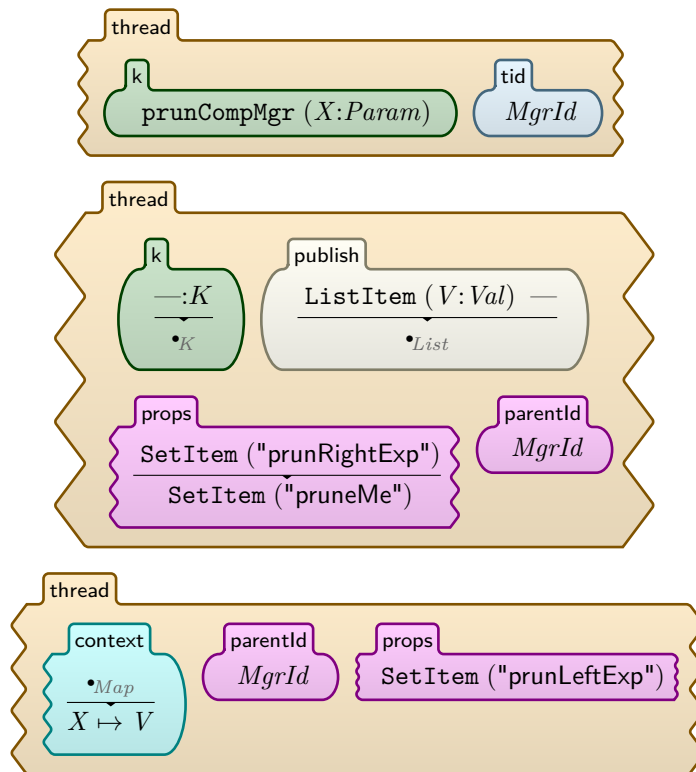 thread
k
tid
prunCompMgr (X:Param)
MgrId
thread
k
publish
—:K
ListItem (V:Val) —
•K
•List
props
parentId
SetItem ("prunRightExp")
MgrId
SetItem ("pruneMe")
thread
context
parentId
props
•Map
MgrId
SetItem ("prunLeftExp")
X ↦ V